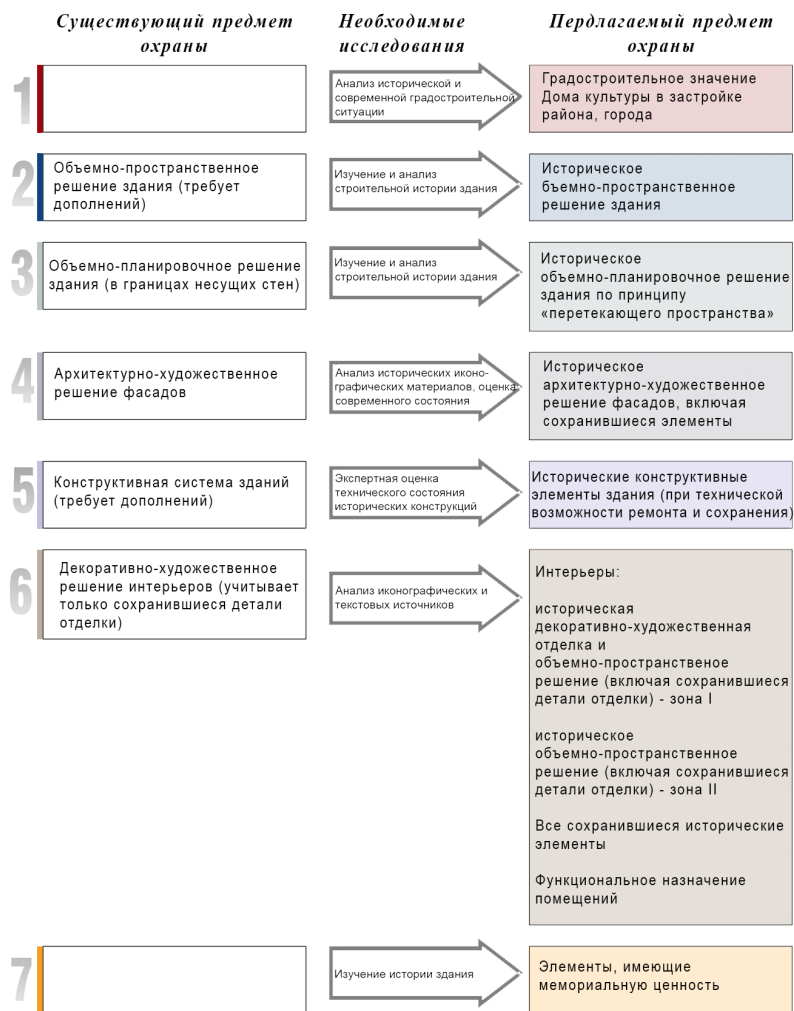 Существующий предмет
охраны
Необходимые
исследования
Пердлагаемый предмет
охраны
1
Анализ исторической и
современной градостроительной
ситуации
Градостроительное значение
Дома культуры в застройке
района, города
2
Объемно-пространственное
решение здания (требует
дополнений)
Изучение и анализ
строительной истории здания
Историческое
бъемно-пространственное
решение здания
3
Объемно-планировочное решение
здания (в границах несущих стен)
Изучение и анализ
строительной истории здания
Историческое
объемно-планировочное решение
здания по принципу
«перетекающего пространства»
4
Архитектурно-художественное
решение фасадов
Анализ исторических иконо-
графических материалов, оценка
современного состояния
Историческое
архитектурно-художественное
решение фасадов, включая
сохранившиеся элементы
5
Конструктивная система зданий
(требует дополнений)
Экспертная оценка
технического состояния
исторических конструкций
Исторические конструктивные
элементы здания (при технической
возможности ремонта и сохранения)
6
Декоративно-художественное
решение интерьеров (учитывает
только сохранившиеся детали
отделки)
Анализ иконографических и
текстовых источников
Интерьеры:
историческая
декоративно-художественная
отделка и
объемно-пространственое
решение (включая сохранившиеся
детали отделки) - зона I
историческое
объемно-пространственное
решение (включая сохранившиеся
детали отделки) - зона II
Все сохранившиеся исторические
элементы
Функциональное назначение
помещений
7
Изучение истории здания
Элементы, имеющие
мемориальную ценность